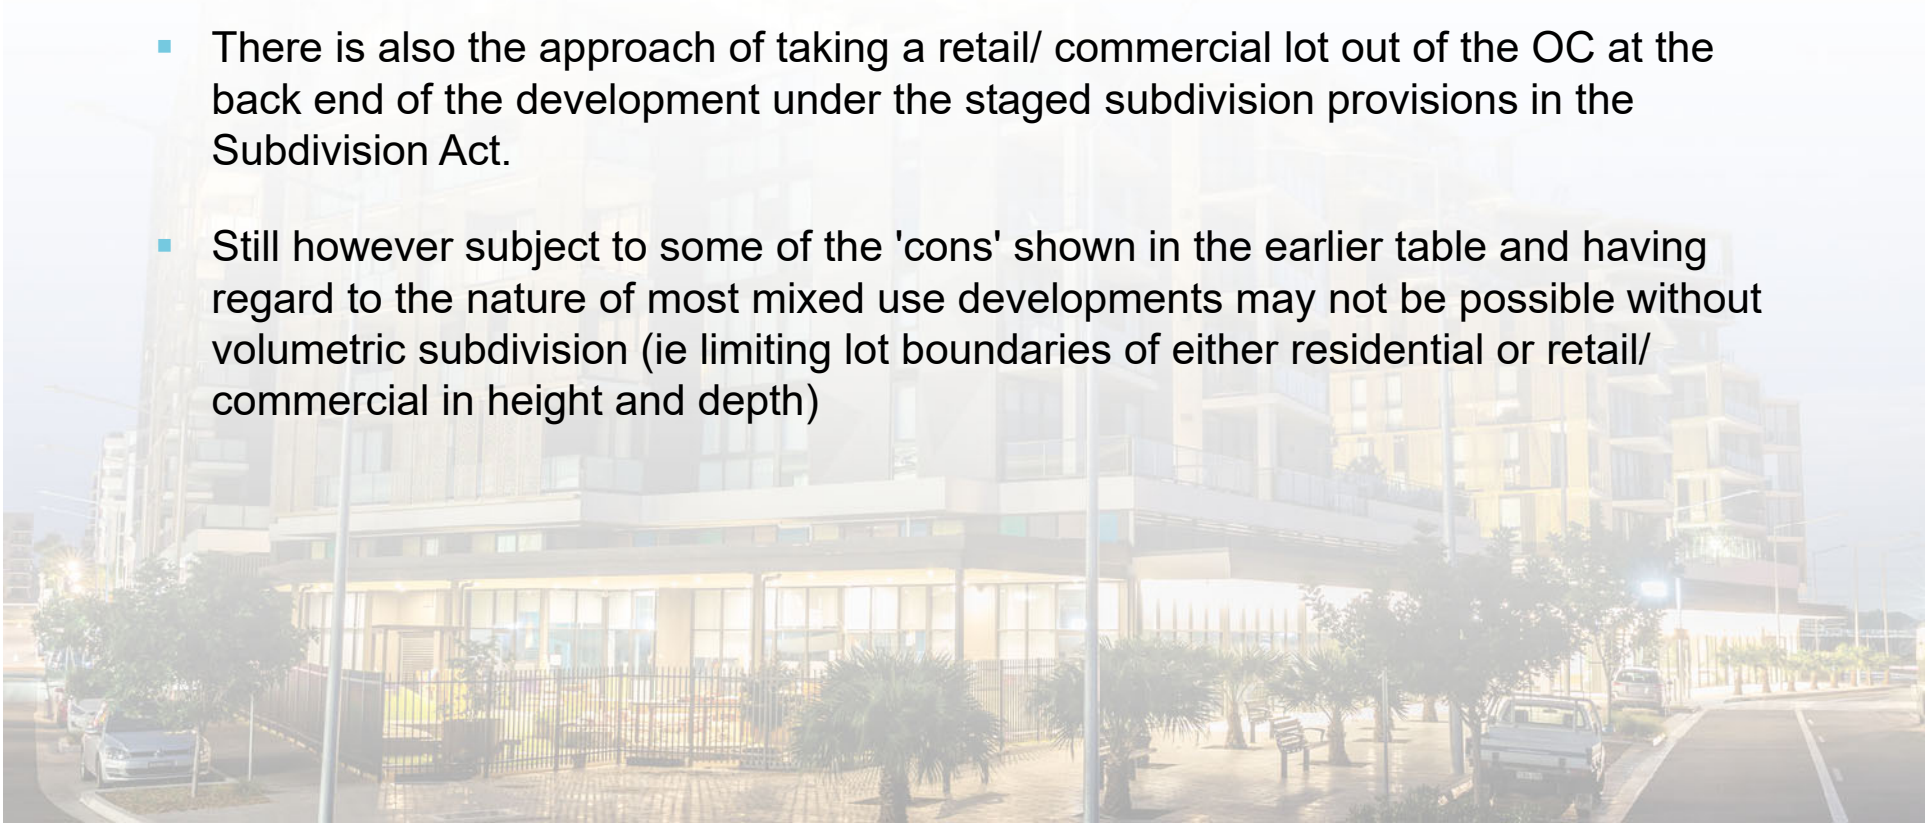 There is also the approach of taking a retail/ commercial lot out of the OC at the
back end of the development under the staged subdivision provisions in the
Subdivision Act.
Still however subject to some of the 'cons' shown in the earlier table and having
regard to the nature of most mixed use developments may not be possible without
volumetric subdivision (ie limiting lot boundaries of either residential or retail/
commercial in height and depth)